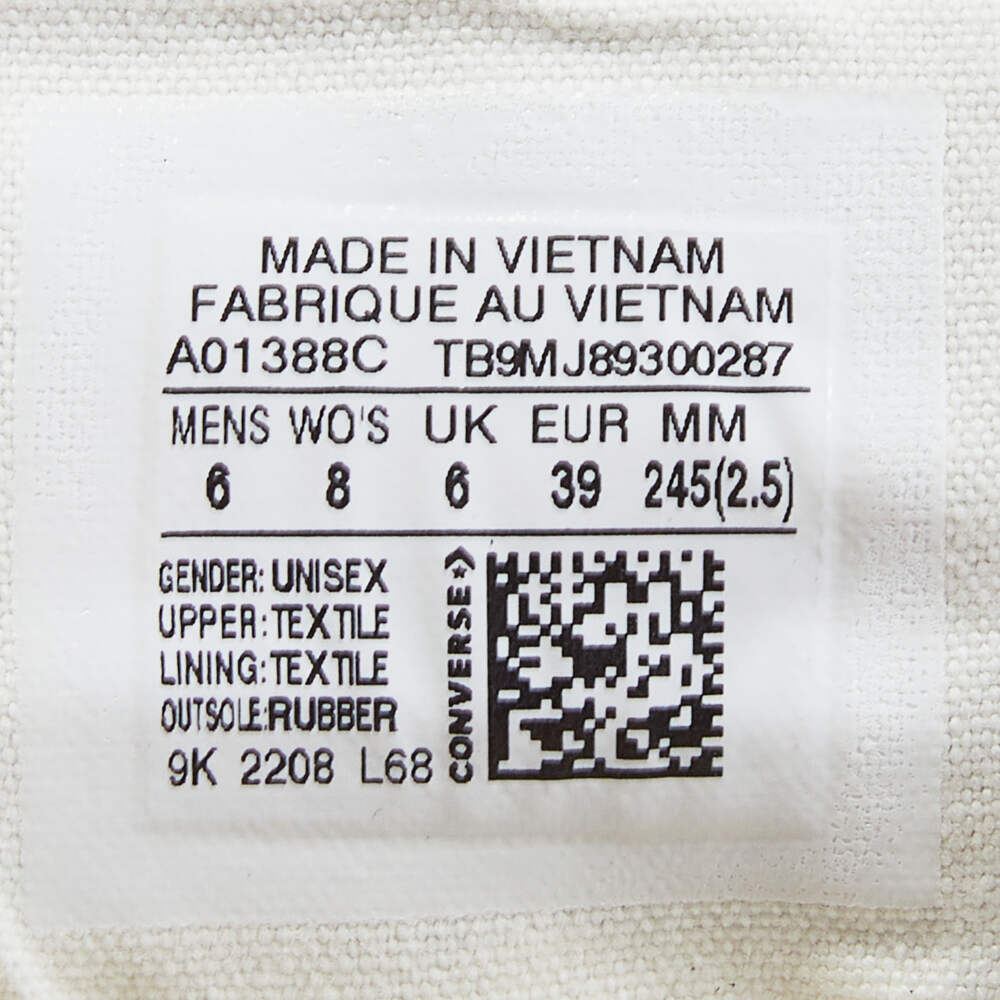 MADE IN VIETNAM
FABRIQUE AU VIETNAM
A01388C TB9MJ89300287
MENS WO'S UK EUR MM
6 8 6 39 245(2.5)
GENDER: UNISEX
UPPER: TEXTILE
LINING: TEXTILE
OUTSOLE:RUBBER
9K 2208 L68
CONVERSE